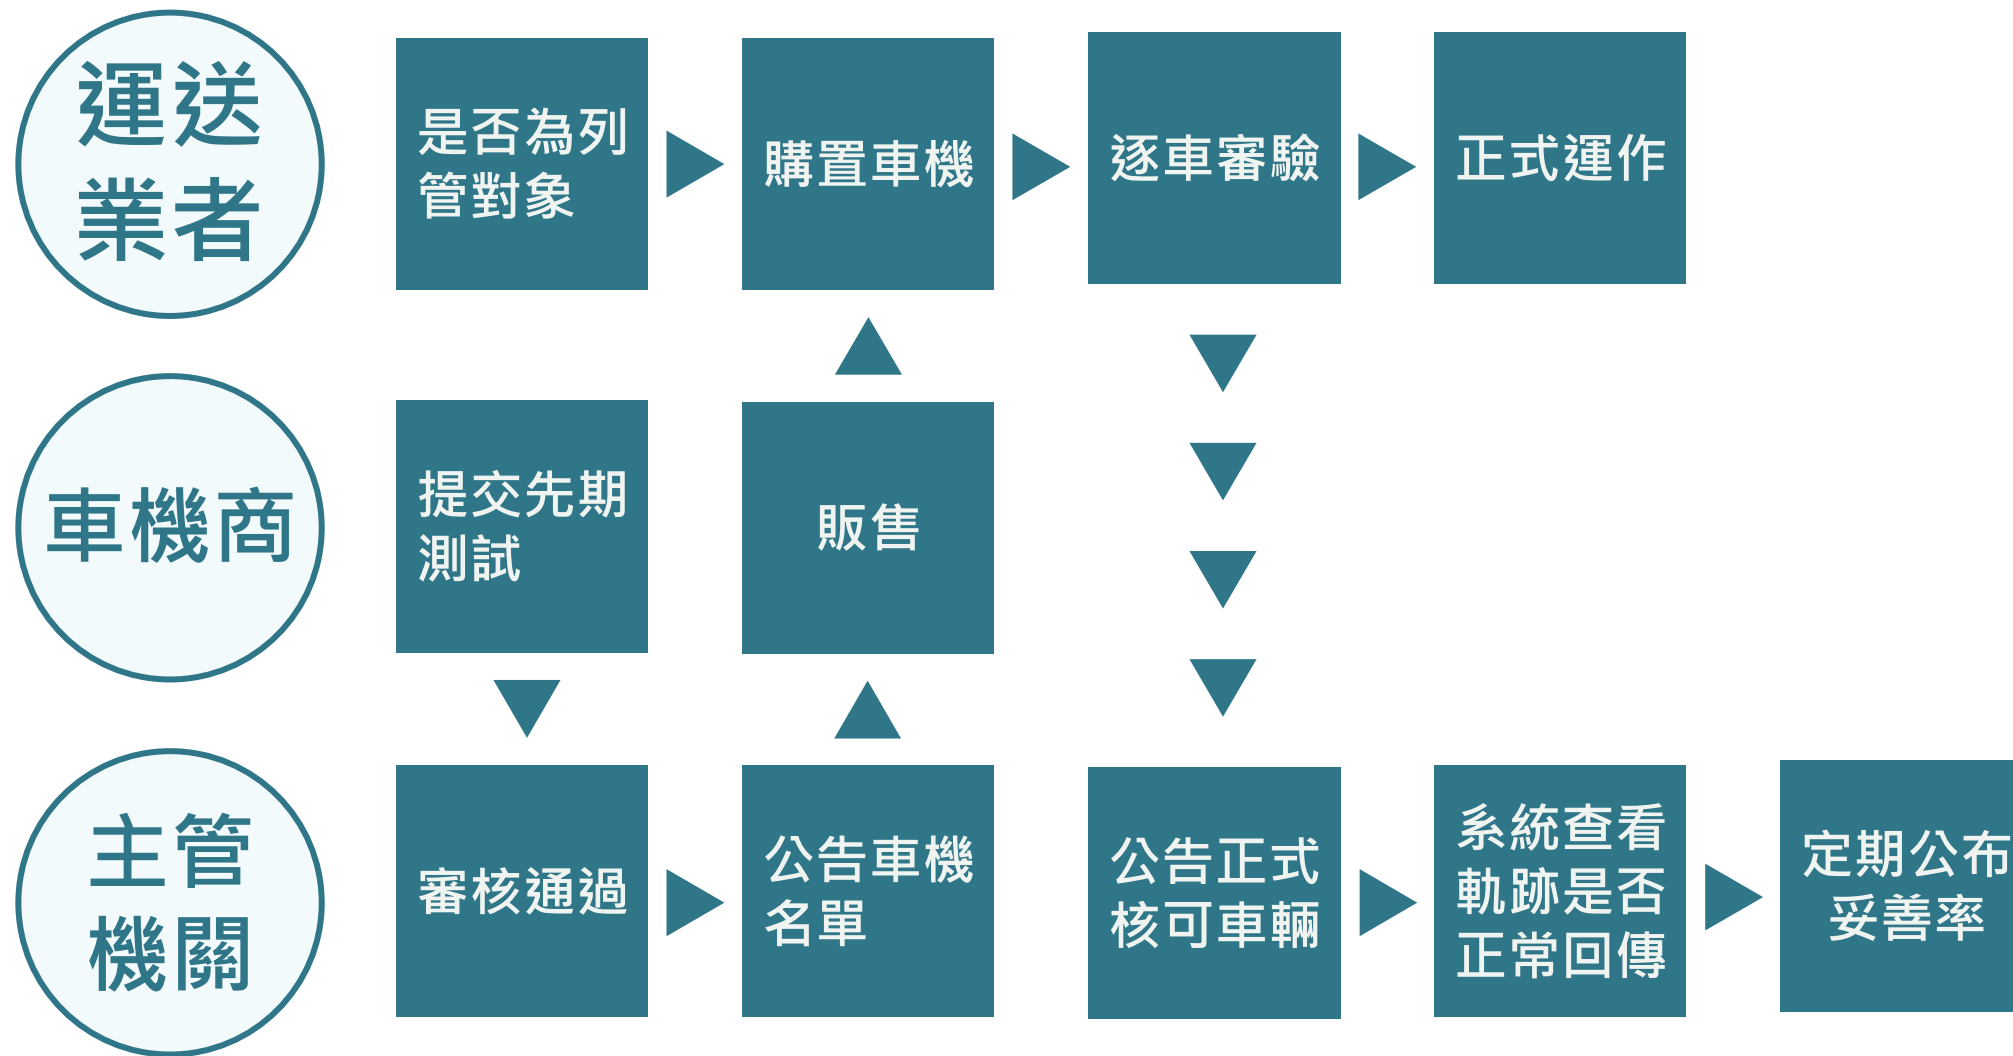 運送
業者
是否為列
管對象
購置車機
逐車審驗
正式運作
車機商
提交先期
測試
販售
主管
機關
審核通過
公告車機
名單
公告正式
核可車輛
系統查看
軌跡是否
正常回傳
定期公布
妥善率